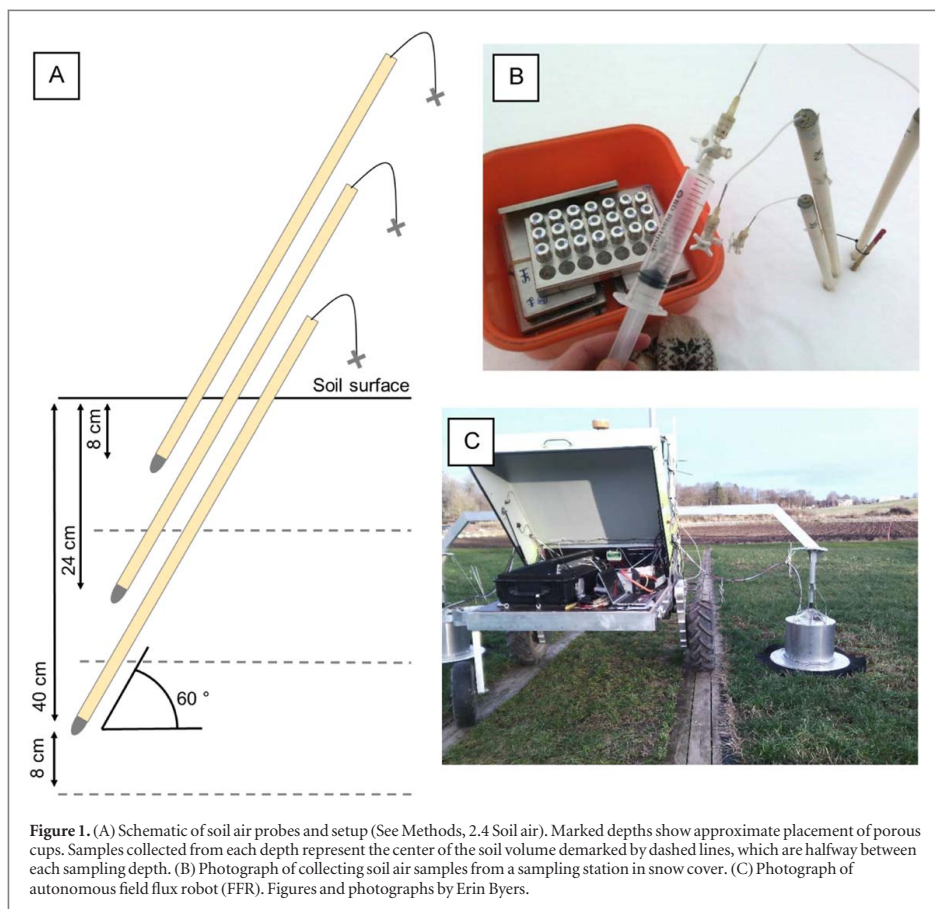 A
Soil surface
8 cm
24 cm
40 cm
8 cm
60 °
B
C
Figure 1. (A) Schematic of soil air probes and setup (See Methods, 2.4 Soil air). Marked depths show approximate placement of porous
cups. Samples collected from each depth represent the center of the soil volume demarked by dashed lines, which are halfway between
each sampling depth. (B) Photograph of collecting soil air samples from a sampling station in snow cover. (C) Photograph of
autonomous field flux robot (FFR). Figures and photographs by Erin Byers.